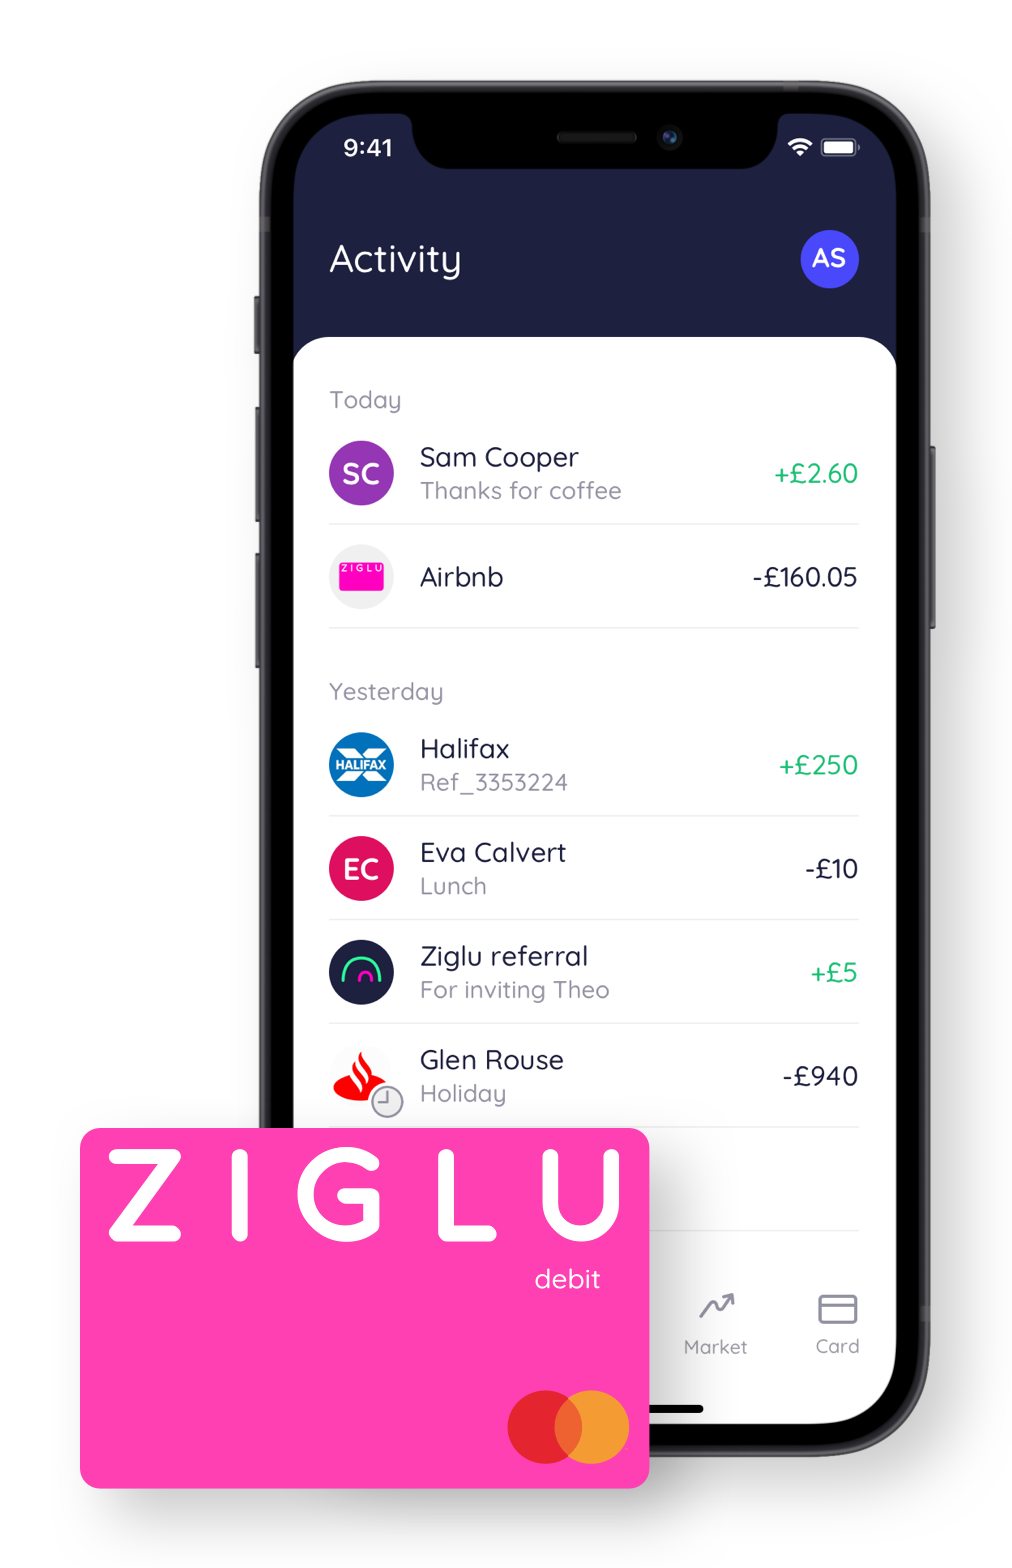 9:41
Activity
AS
Today
SC
Sam Cooper
+£2.60
Thanks for coffee
ZIGLU
Airbnb
-£160.05
Yesterday
HALIFAX
Halifax
+£250
Ref_3353224
EC
Eva Calvert
-£10
Lunch
Ziglu referral
+£5
For inviting Theo
Glen Rouse
-£940
Holiday
ZIGLU
debit
Market
Card